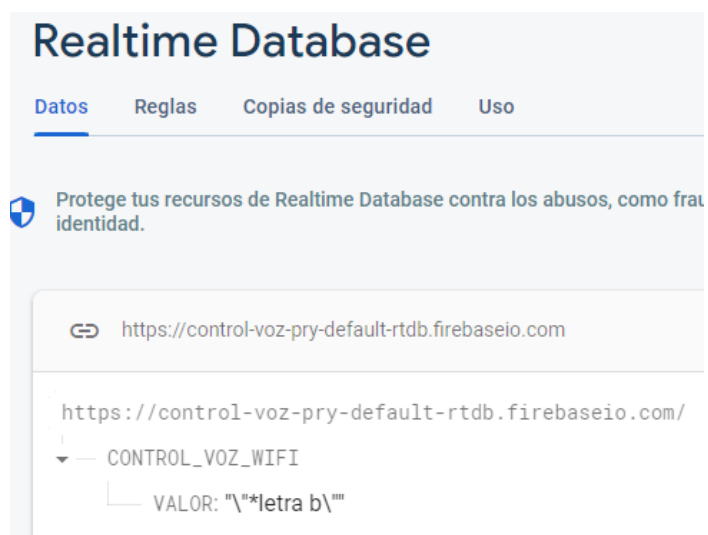 Realtime Database
Datos Reglas Copias de seguridad Uso
Protege tus recursos de Realtime Database contra los abusos, como
identidad.
https://control-voz-pry-default-rtdb.firebaseio.com
https://control-voz-pry-default-rtdb.firebaseio.com/
CONTROL_VOZ_WIFI
VALOR: "\"*letra b\""